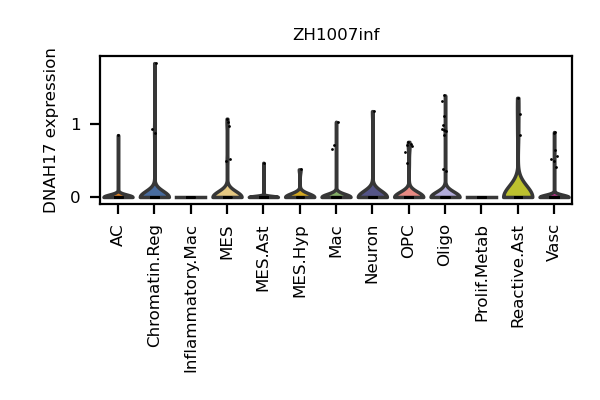 ZH1007inf
DNAH17 expression
1
0
AC
Chromatin.Reg
Inflammatory.Mac
MES
MES.Ast
MES.Hyp
Mac
Neuron
OPC
Oligo
Prolif.Metab
Reactive.Ast
Vasc